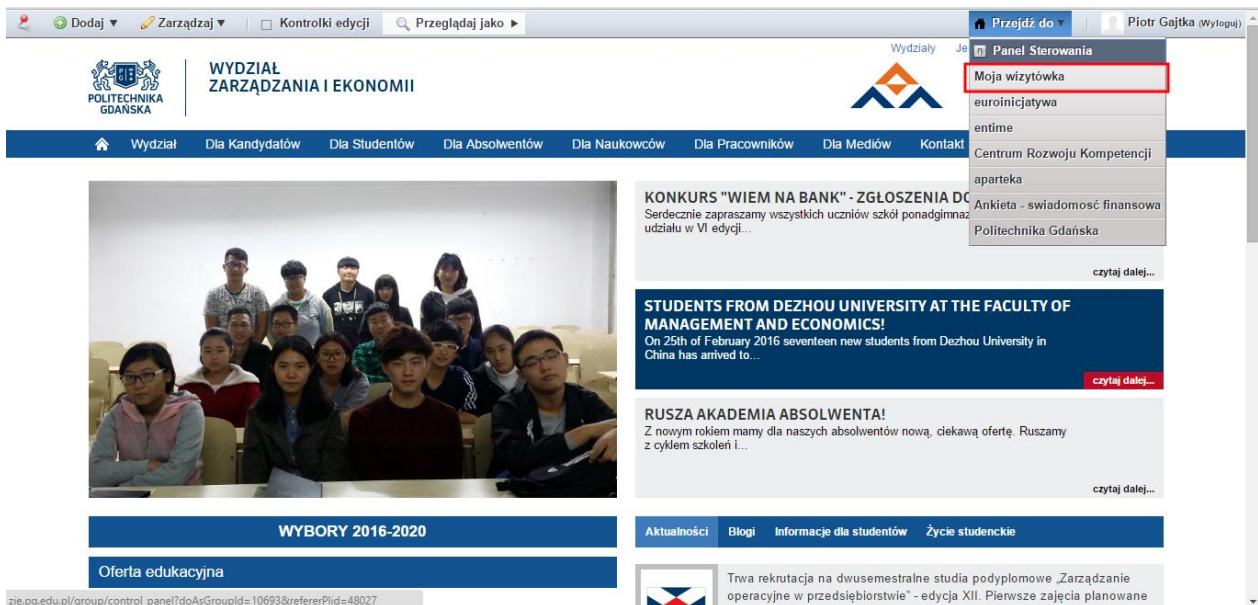 Dodaj ▼ Zarządzaj ▼ Kontrolki edycji Przeglądaj jako ► Przejdź do ▼ Piotr Gajtka (Wyloguj)
Wydziały Je
Panel Sterowania
Moja wizytówka
euroinicjatywa
entime
Centrum Rozwoju Kompetencji
aparteka
Ankieta - swiadomość finansowa
Politechnika Gdańska
POLITECHNIKA
GDAŃSKA
WYDZIAŁ
ZARZĄDZANIA I EKONOMII
Wydział Dla Kandydatów Dla Studentów Dla Absolwentów Dla Naukowców Dla Pracowników Dla Mediów Kontakt
KONKURS "WIEM NA BANK" - ZGŁOSZENIA DO
Serdecznie zapraszamy wszystkich uczniów szkół ponadgimnaz
udziału w VI edycji...
czytaj dalej...
STUDENTS FROM DEZHOU UNIVERSITY AT THE FACULTY OF
MANAGEMENT AND ECONOMICS!
On 25th of February 2016 seventeen new students from Dezhou University in
China has arrived to...
czytaj dalej...
RUSZA AKADEMIA ABSOLWENTA!
Z nowym rokiem mamy dla naszych absolwentów nową, ciekawą ofertę. Ruszamy
z cyklem szkoleń i...
czytaj dalej...
WYBORY 2016-2020
Oferta edukacyjna
Aktualności Blogi Informacje dla studentów Życie studenckie
Trwa rekrutacja na dwusemestralne studia podyplomowe „Zarządzanie
operacyjne w przedsiębiorstwie" - edycja XII. Pierwsze zajęcia planowane
zie.pg.edu.pl/group/control_panel?doAsGroupId=10693&refererPlid=48027